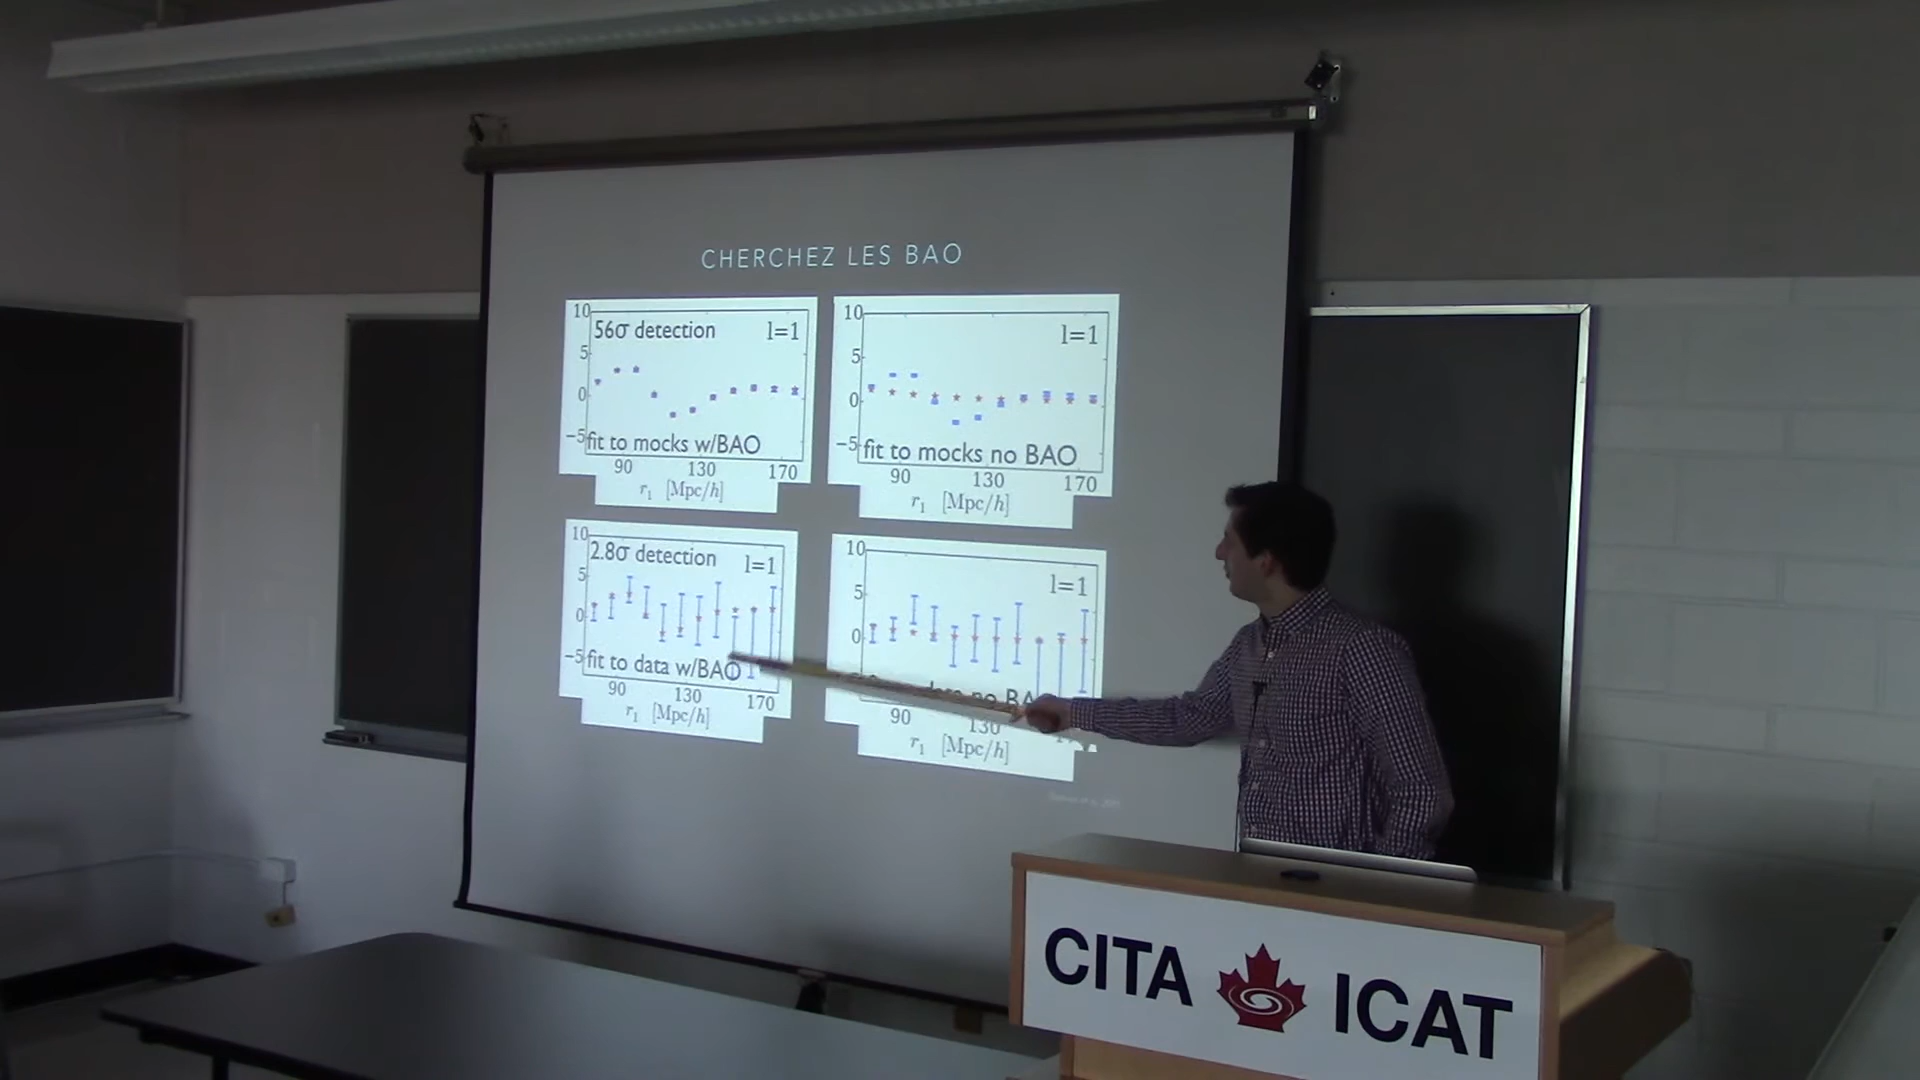 CHERCHEZ LES BAO
10
56σ detection
l=1
5
0
−5
fit to mocks w/BAO
90 130 170
r₁ [Mpc/h]
10
l=1
5
0
−5
fit to mocks no BAO
90 130 170
r₁ [Mpc/h]
10
2.8σ detection
l=1
5
0
−5
fit to data w/BAO
90 130 170
r₁ [Mpc/h]
10
l=1
5
0
no
90 130
r₁ [Mpc/h]
CITA ICAT